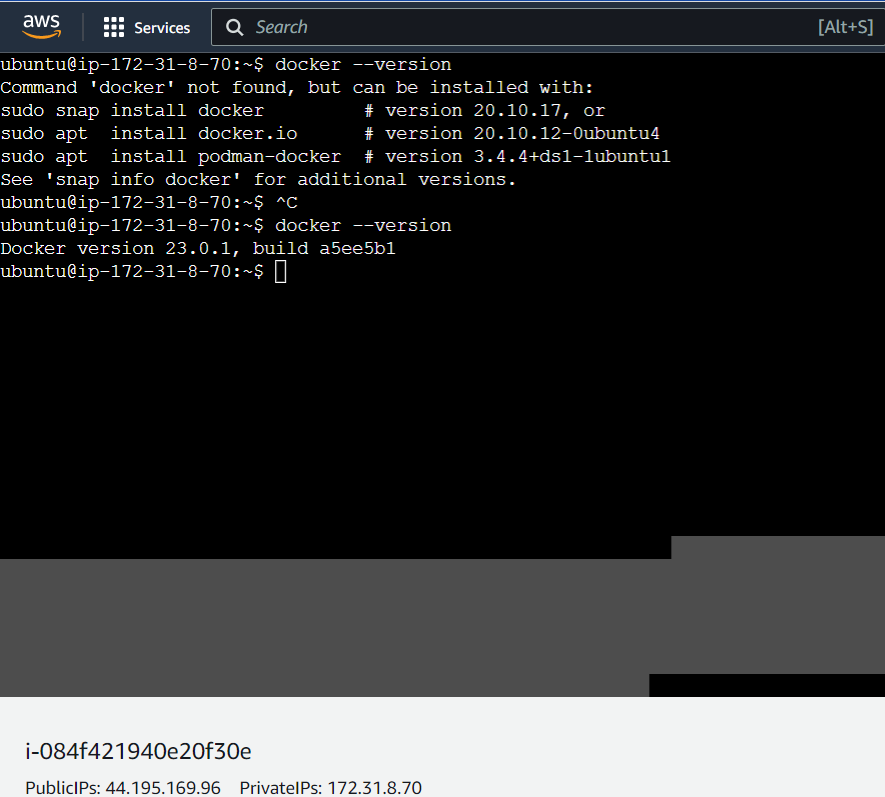 aws
Services
Search
[Alt+S]
ubuntu@ip-172-31-8-70:~$ docker --version
Command 'docker' not found, but can be installed with:
sudo snap install docker         # version 20.10.17, or
sudo apt  install docker.io      # version 20.10.12-0ubuntu4
sudo apt  install podman-docker  # version 3.4.4+ds1-1ubuntu1
See 'snap info docker' for additional versions.
ubuntu@ip-172-31-8-70:~$ ^C
ubuntu@ip-172-31-8-70:~$ docker --version
Docker version 23.0.1, build a5ee5b1
ubuntu@ip-172-31-8-70:~$
i-084f421940e20f30e
PublicIPs: 44.195.169.96 PrivateIPs: 172.31.8.70